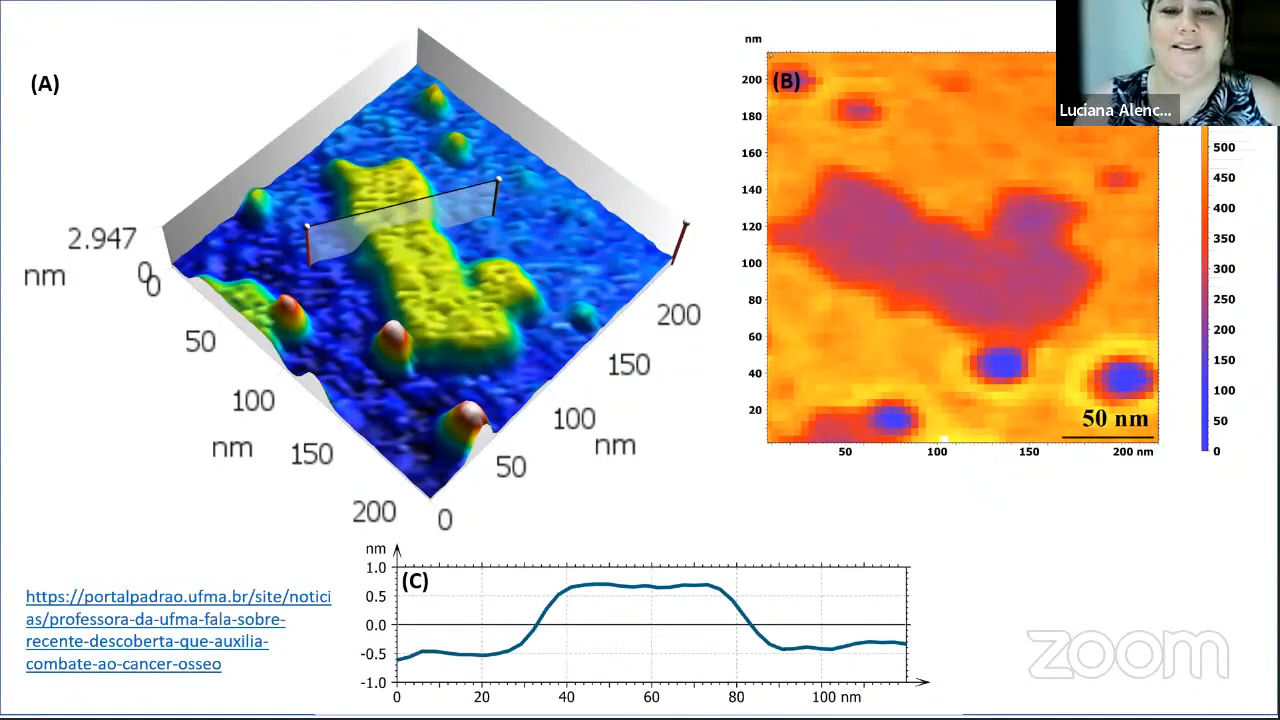 (A)
2.947
nm
0
0
50
100
nm
150
200
0
50
100
nm
150
200
nm
(B)
200
180
160
140
120
100
80
60
40
20
50
100
150
200 nm
50 nm
Luciana Alenc...
500
450
400
350
300
250
200
150
100
50
0
nm
(C)
1.0
0.5
0.0
-0.5
-1.0
0
20
40
60
80
100 nm
https://portalpadrao.ufma.br/site/notici
as/professora-da-ufma-fala-sobre-
recente-descoberta-que-auxilia-
combate-ao-cancer-osseo
zoom